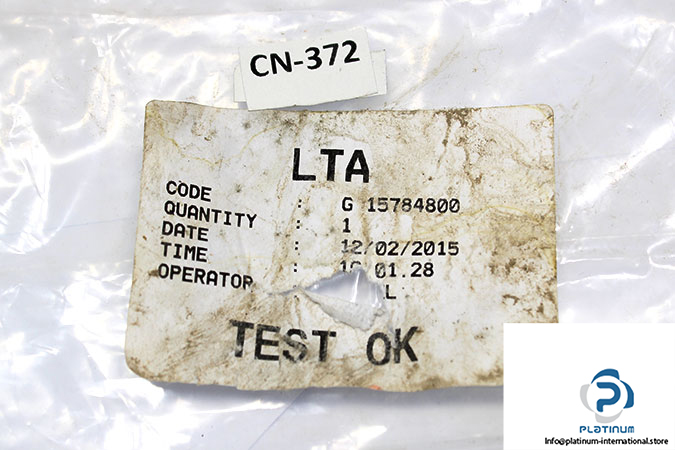 CN-372
LTA
CODE : G 15784800
QUANTITY : 1
DATE : 12/02/2015
TIME : 01.28
OPERATOR :
TEST OK
PLATINUM
Info@platinum-international.store